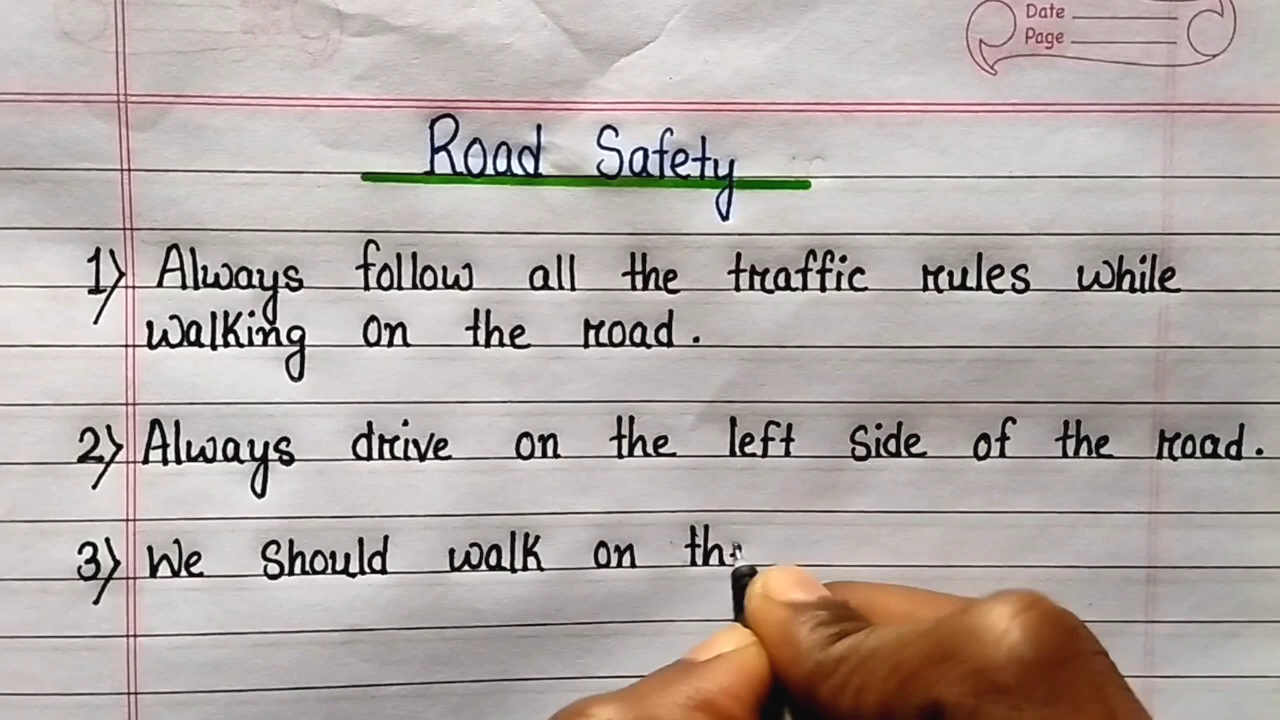 Date
Page
Road Safety
1) Always follow all the traffic rules while
walking on the road.
2) Always drive on the left side of the road.
3) We should walk on